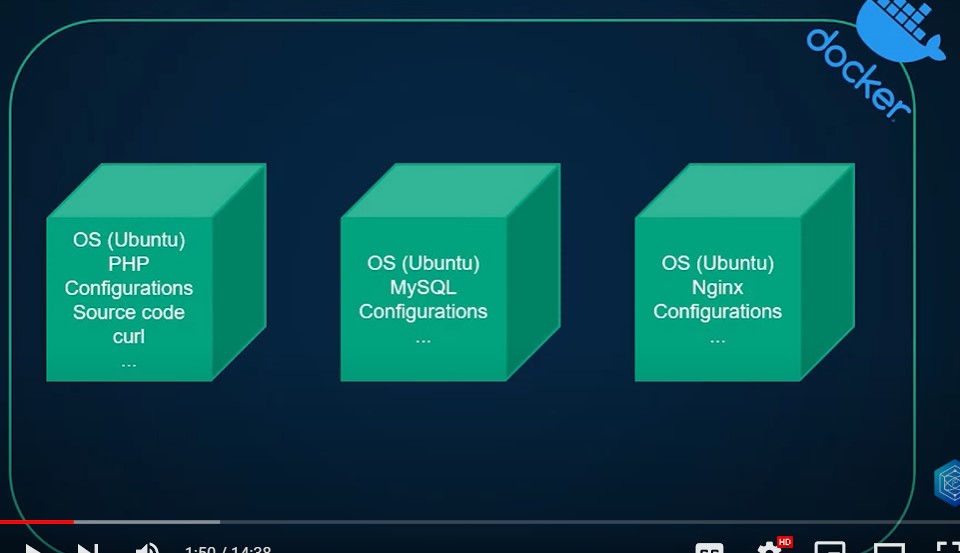 docker
OS (Ubuntu)
PHP
Configurations
Source code
curl
...
OS (Ubuntu)
MySQL
Configurations
...
OS (Ubuntu)
Nginx
Configurations
...
HD
1:50 / 14:38
CC